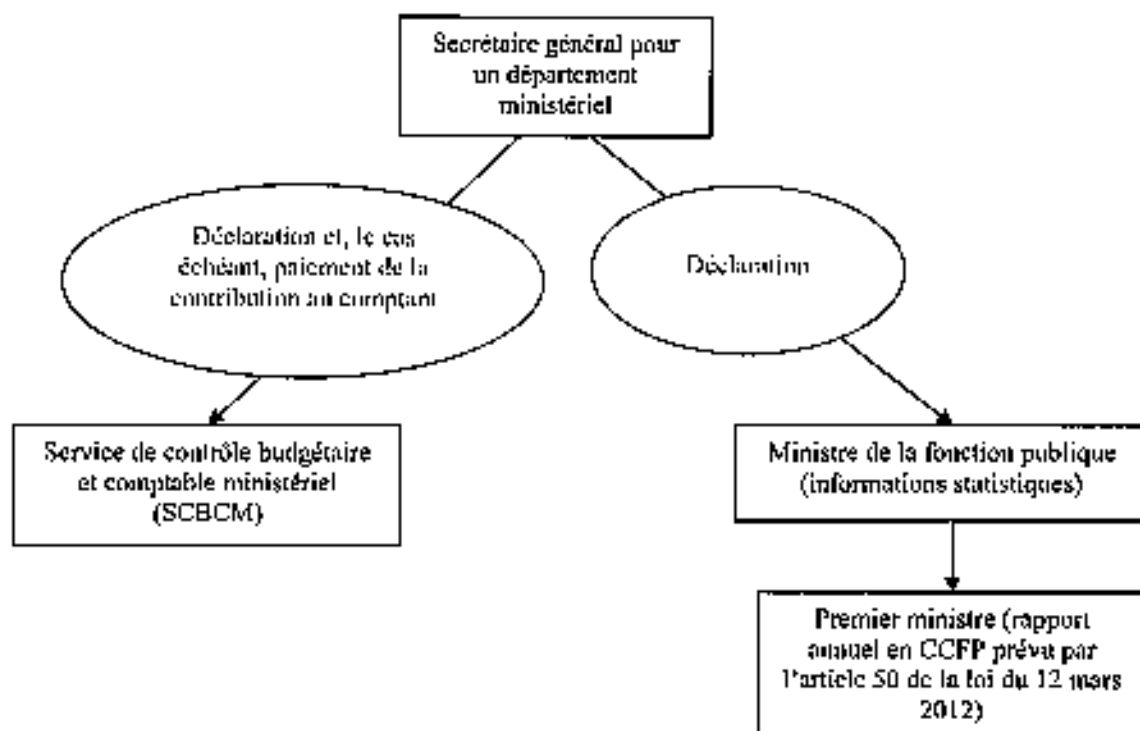 Secrétaire général pour
un département
ministériel
Déclaration et, le cas
échéant, paiement de la
contribution au comptant
Déclaration
Service de contrôle budgétaire
et comptable ministériel
(SCBCM)
Ministre de la fonction publique
(informations statistiques)
Premier ministre (rapport
annuel en CCFP prévu par
l'article 50 de la loi du 12 mars
2012)